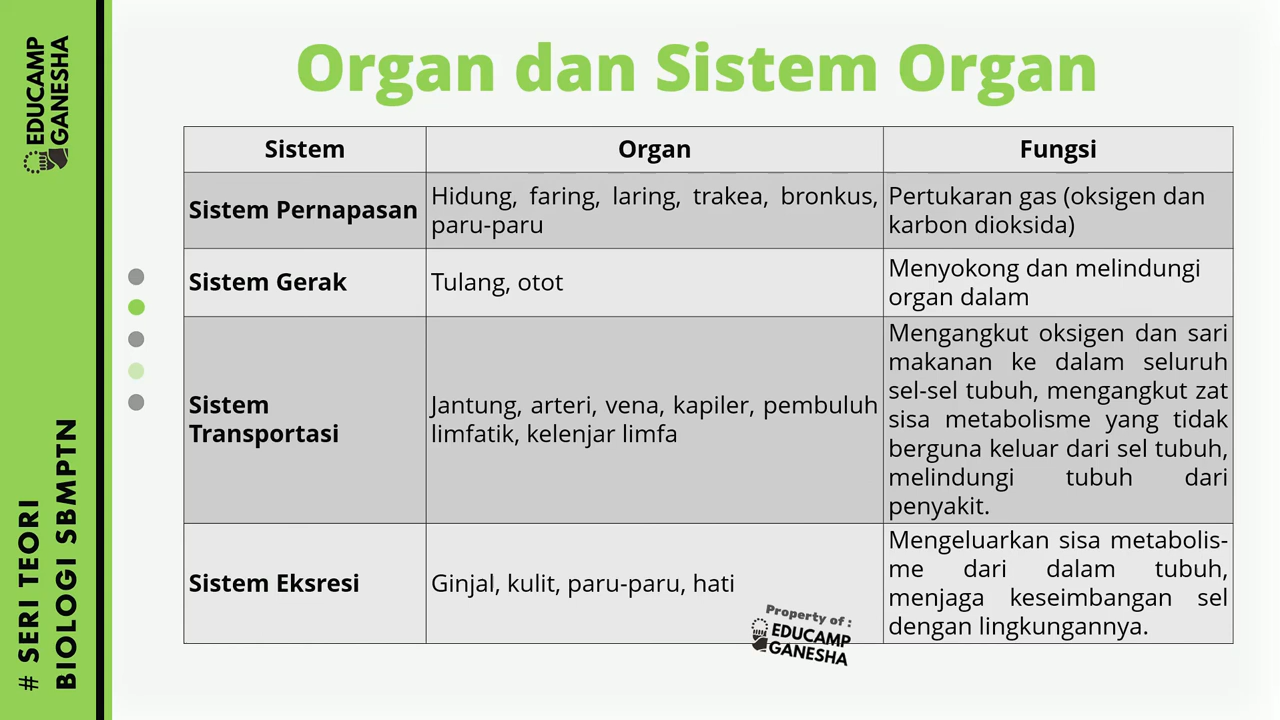 EDUCAMP
GANESHA
# SERI TEORI
BIOLOGI SBMPTN
Organ dan Sistem Organ
Sistem
Organ
Fungsi
Sistem Pernapasan
Hidung, faring, laring, trakea, bronkus,
paru-paru
Pertukaran gas (oksigen dan
karbon dioksida)
Sistem Gerak
Tulang, otot
Menyokong dan melindungi
organ dalam
Sistem
Transportasi
Jantung, arteri, vena, kapiler, pembuluh
limfatik, kelenjar limfa
Mengangkut oksigen dan sari
makanan ke dalam seluruh
sel-sel tubuh, mengangkut zat
sisa metabolisme yang tidak
berguna keluar dari sel tubuh,
melindungi tubuh dari
penyakit.
Sistem Eksresi
Ginjal, kulit, paru-paru, hati
Mengeluarkan sisa metabolis-
me dari dalam tubuh,
menjaga keseimbangan sel
dengan lingkungannya.
Property of :
EDUCAMP
GANESHA